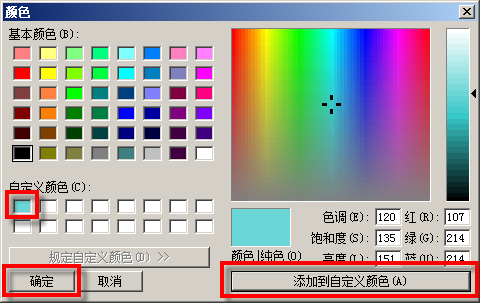 颜色
基本颜色(B):
自定义颜色(C):
规定自定义颜色(D) >>
确定 取消
色调(E): 120 红(R): 107
饱和度(S): 135 绿(G): 214
颜色|纯色(O) 亮度(L): 151 蓝(U): 214
添加到自定义颜色(A)